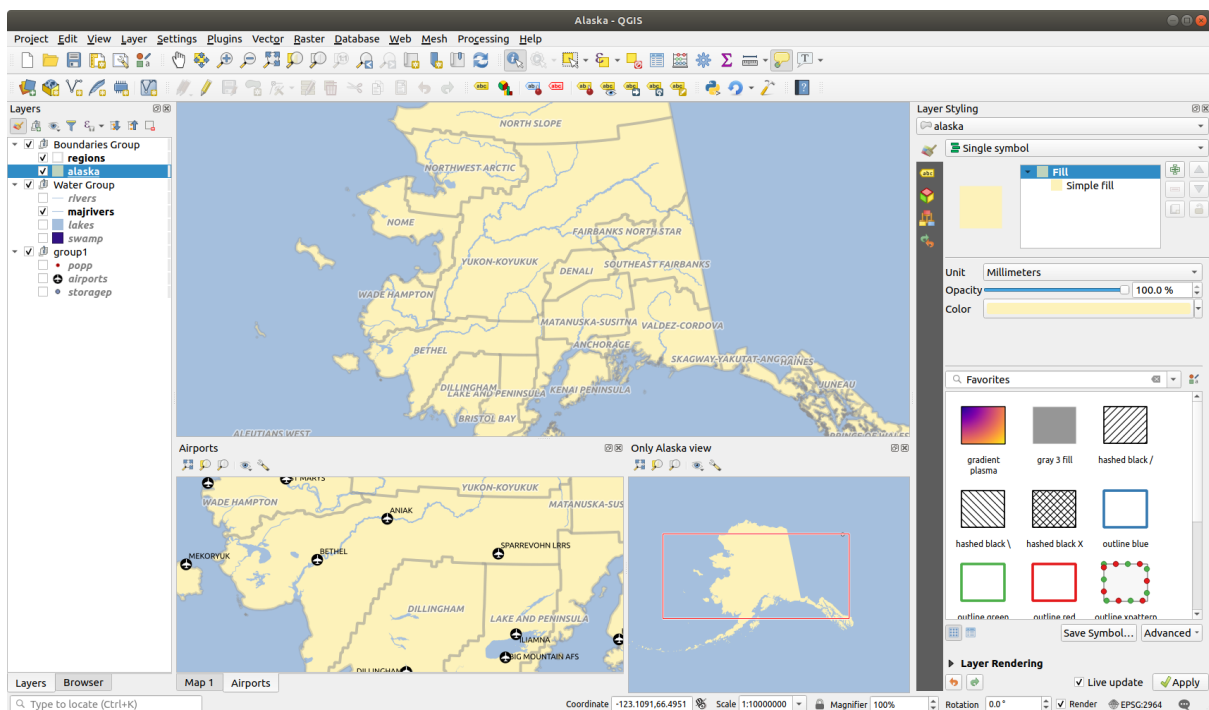 Alaska - QGIS
Project Edit View Layer Settings Plugins Vector Raster Database Web Mesh Processing Help
Layers
Boundaries Group
regions
alaska
Water Group
rivers
majrivers
lakes
swamp
group1
popp
airports
storagep
Layers Browser
NORTH SLOPE
NORTHWEST ARCTIC
NOME
FAIRBANKS NORTH STAR
YUKON-KOYUKUK
SOUTHEAST FAIRBANKS
DENALI
WADE HAMPTON
MATANUSKA-SUSITNA
VALDEZ-CORDOVA
ANCHORAGE
BETHEL
SKAGWAY-YAKUTAT-ANGOON
HAINES
DILLINGHAM
LAKE AND PENINSULA
KENAI PENINSULA
JUNEAU
BRISTOL BAY
ALEUTIANS WEST
PRINCE OF WALES
Airports
ST MARYS
YUKON-KOYUKUK
WADE HAMPTON
MATANUSKA-SUS
ANIAK
MEKORYUK
BETHEL
SPARREVOHN LRRS
DILLINGHAM
LAKE AND PENINSULA
ILIAMNA
BIG MOUNTAIN AFS
DILLINGHAM
Map 1 Airports
Only Alaska view
Layer Styling
alaska
Single symbol
Fill
Simple fill
Unit Millimeters
Opacity 100.0 %
Color
Favorites
gradient plasma
gray 3 fill
hashed black /
hashed black \
hashed black X
outline blue
outline green
outline red
outline xpattern
Save Symbol... Advanced
Layer Rendering
Live update Apply
Type to locate (Ctrl+K)
Coordinate -123.1091,66.4951 Scale 1:10000000 Magnifier 100% Rotation 0.0° Render EPSG:2964